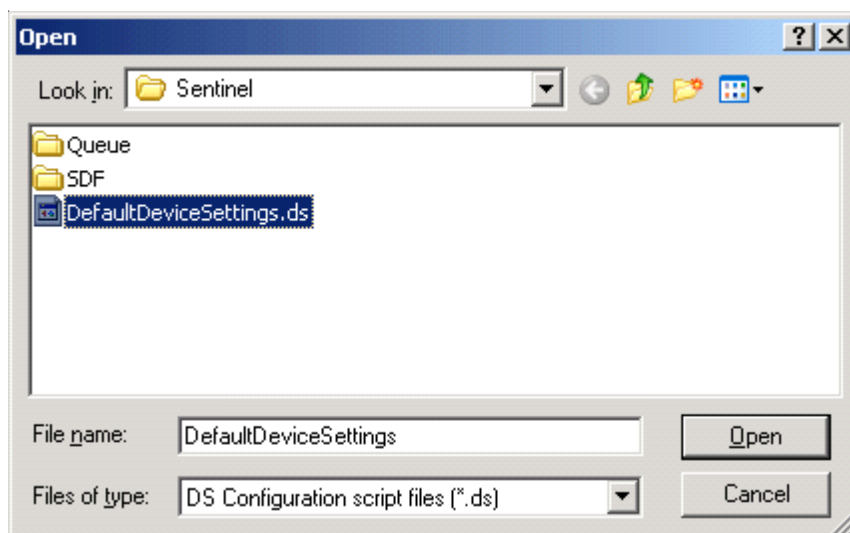 Open
Look in: Sentinel
Queue
SDF
DefaultDeviceSettings.ds
File name: DefaultDeviceSettings Open
Files of type: DS Configuration script files (*.ds) Cancel